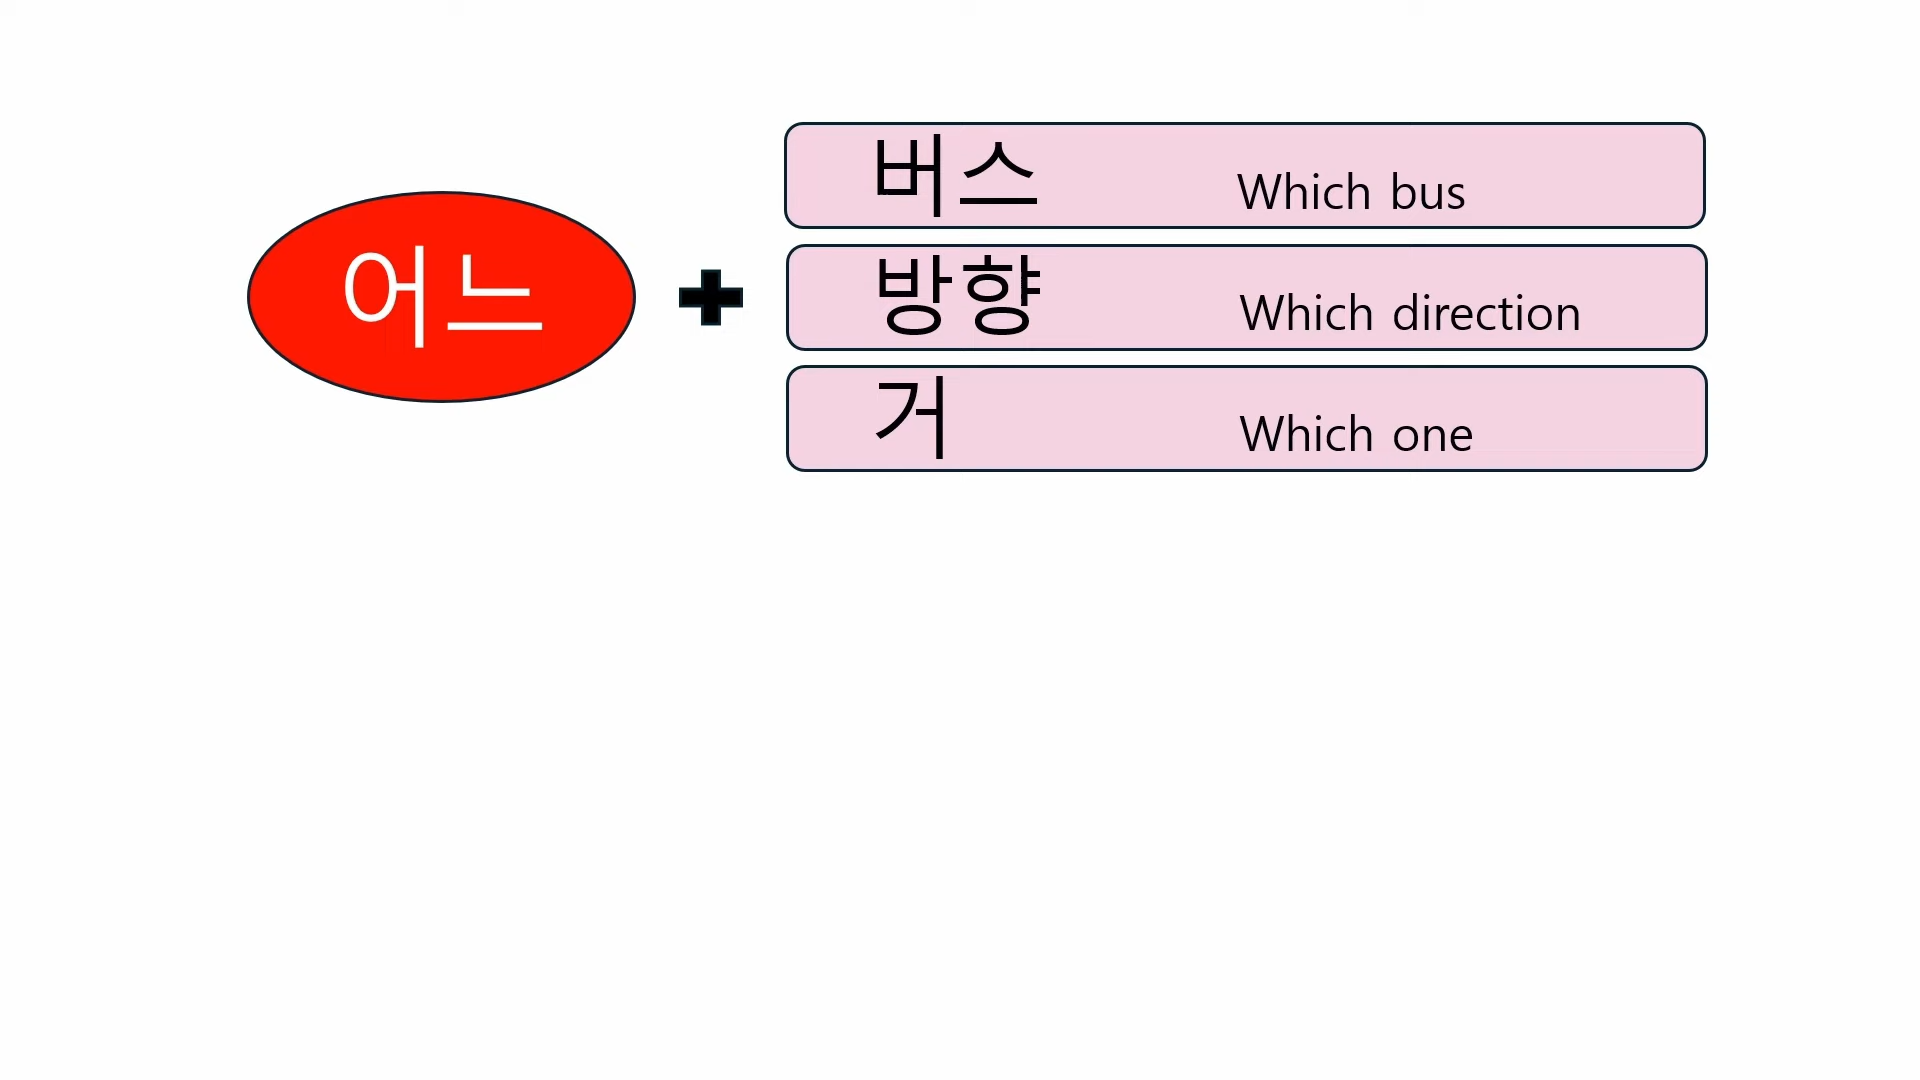 어느
버스 Which bus
방향 Which direction
거 Which one